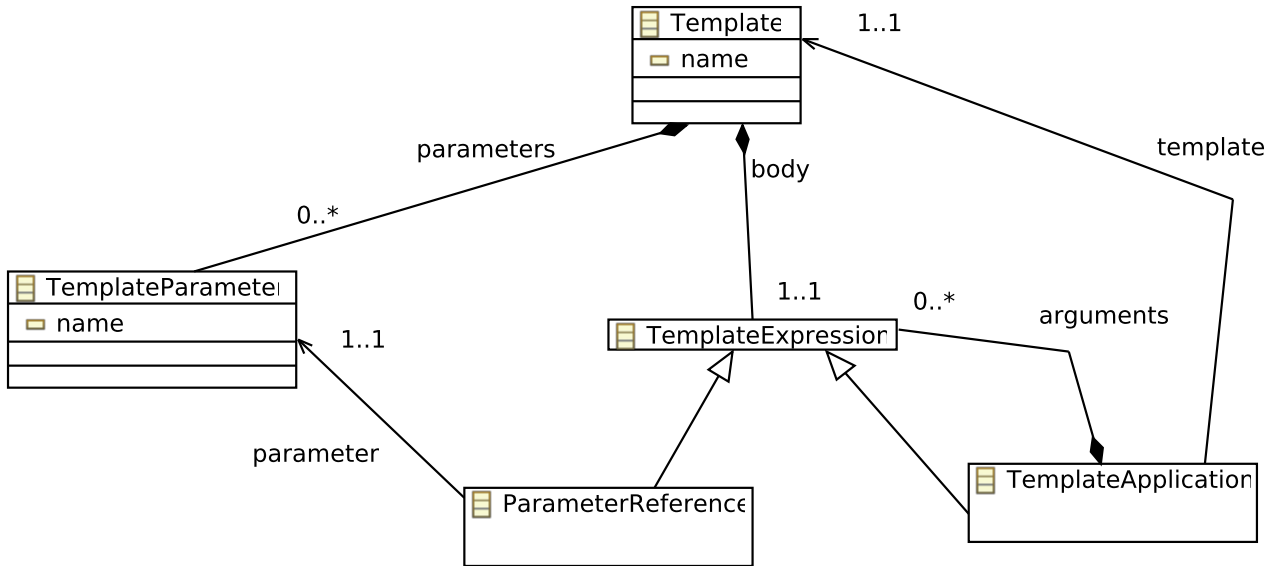 Template
1..1
name
parameters
template
body
0..*
TemplateParameter
1..1
0..*
name
arguments
TemplateExpression
1..1
parameter
TemplateApplication
ParameterReference